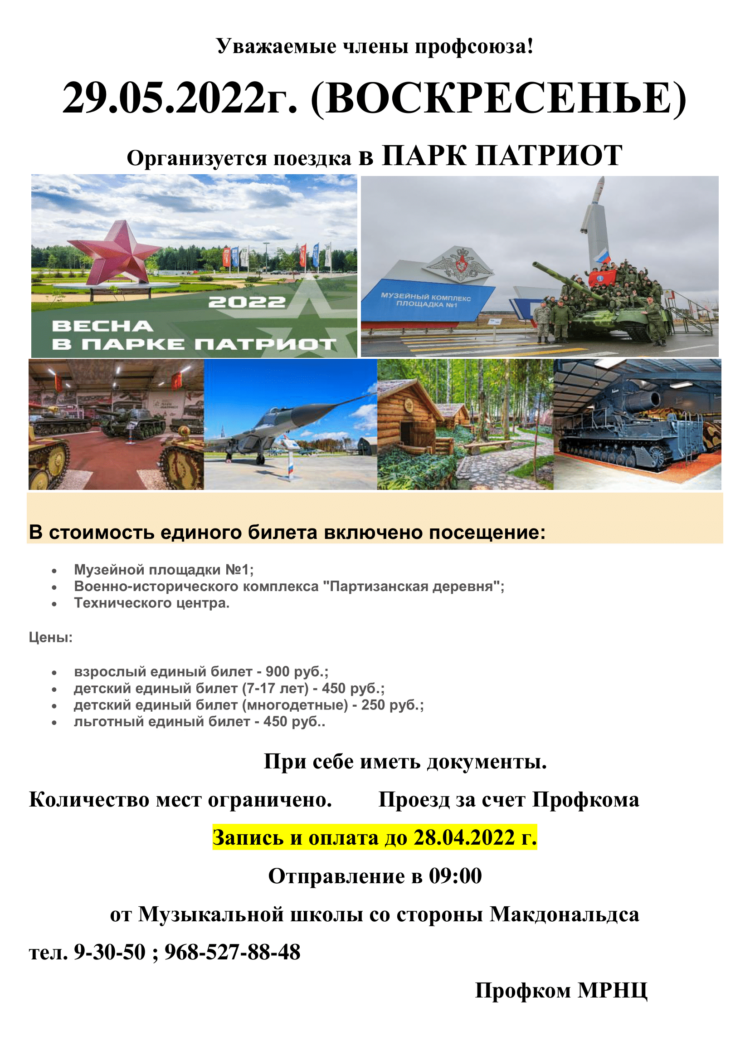 Уважаемые члены профсоюза!
29.05.2022г. (ВОСКРЕСЕНЬЕ)
Организуется поездка в ПАРК ПАТРИОТ
2022
ВЕСНА
В ПАРКЕ ПАТРИОТ
МУЗЕЙНЫЙ КОМПЛЕКС
ПЛОЩАДКА №1
В стоимость единого билета включено посещение:
• Музейной площадки №1;
• Военно-исторического комплекса "Партизанская деревня";
• Технического центра.
Цены:
• взрослый единый билет - 900 руб.;
• детский единый билет (7-17 лет) - 450 руб.;
• детский единый билет (многодетные) - 250 руб.;
• льготный единый билет - 450 руб..
При себе иметь документы.
Количество мест ограничено. Проезд за счет Профкома
Запись и оплата до 28.04.2022 г.
Отправление в 09:00
от Музыкальной школы со стороны Макдональдса
тел. 9-30-50 ; 968-527-88-48
Профком МРНЦ